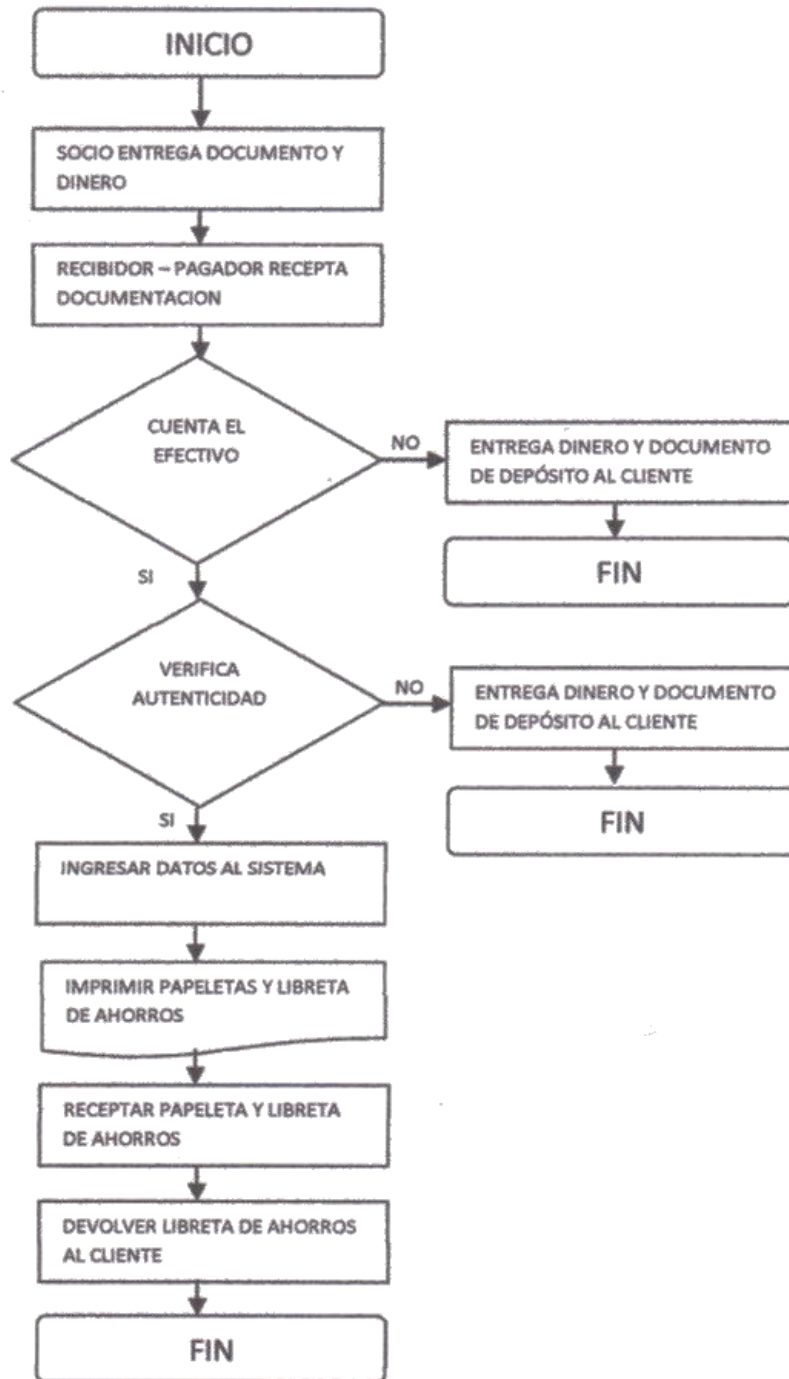 INICIO
SOCIO ENTREGA DOCUMENTO Y
DINERO
RECIBIDOR – PAGADOR RECEPTA
DOCUMENTACION
CUENTA EL
EFECTIVO
NO
ENTREGA DINERO Y DOCUMENTO
DE DEPÓSITO AL CLIENTE
FIN
SI
VERIFICA
AUTENTICIDAD
NO
ENTREGA DINERO Y DOCUMENTO
DE DEPÓSITO AL CLIENTE
FIN
SI
INGRESAR DATOS AL SISTEMA
IMPRIMIR PAPELETAS Y LIBRETA
DE AHORROS
RECEPTAR PAPELETA Y LIBRETA
DE AHORROS
DEVOLVER LIBRETA DE AHORROS
AL CLIENTE
FIN